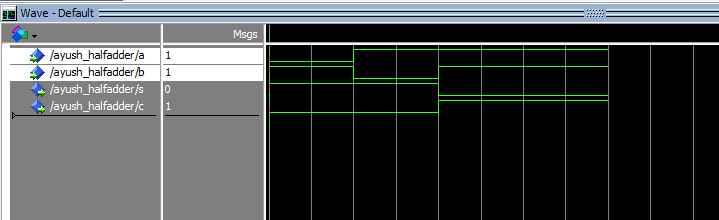 Wave - Default
Msgs
/ayush_halfadder/a 1
/ayush_halfadder/b 1
/ayush_halfadder/s 0
/ayush_halfadder/c 1